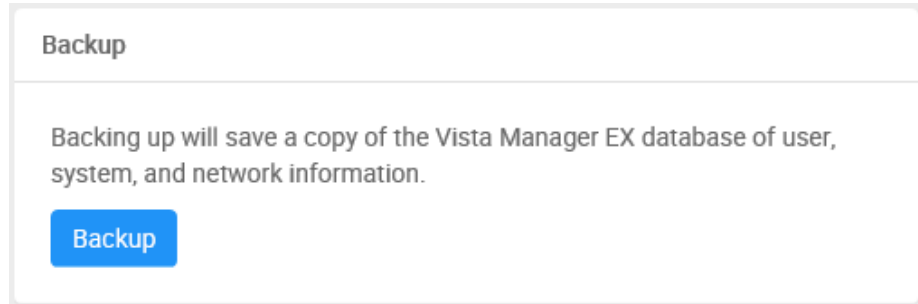 Backup
Backing up will save a copy of the Vista Manager EX database of user,
system, and network information.
Backup